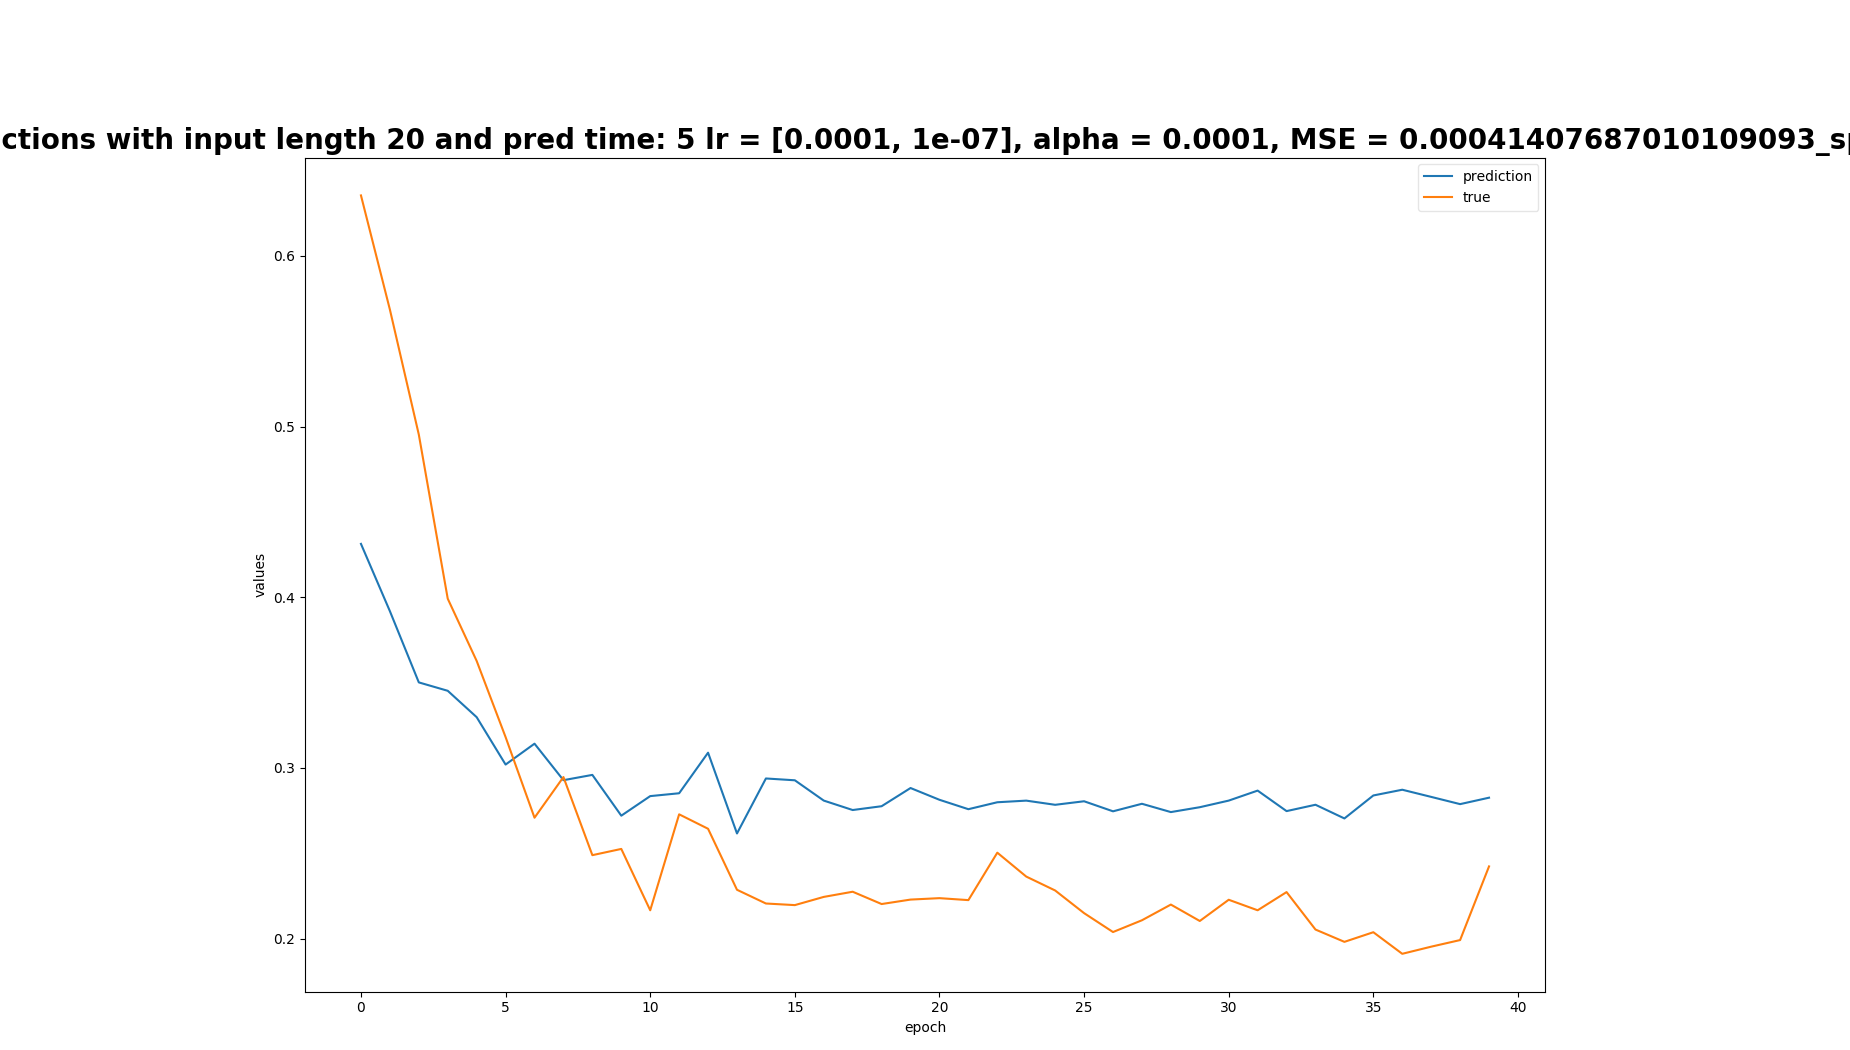 ctions with input length 20 and pred time: 5 lr = [0.0001, 1e-07], alpha = 0.0001, MSE = 0.00041407687010109093_sp
prediction
true
0.6
0.5
0.4
0.3
0.2
values
0 5 10 15 20 25 30 35 40
epoch